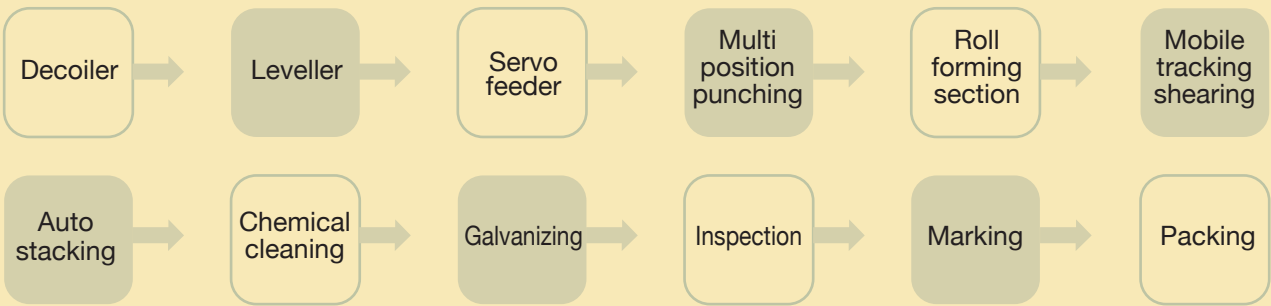 Decoiler
Leveller
Servo
feeder
Multi
position
punching
Roll
forming
section
Mobile
tracking
shearing
Auto
stacking
Chemical
cleaning
Galvanizing
Inspection
Marking
Packing